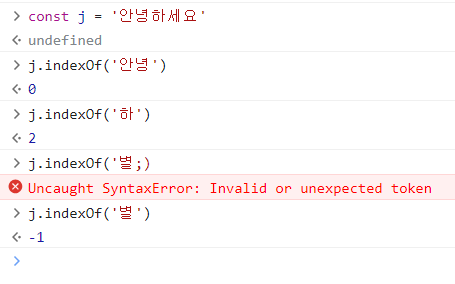 > const j = '안녕하세요'
<· undefined
> j.indexOf('안녕')
<· 0
> j.indexOf('하')
<· 2
> j.indexOf('별;)
Uncaught SyntaxError: Invalid or unexpected token
> j.indexOf('별')
<· -1
>